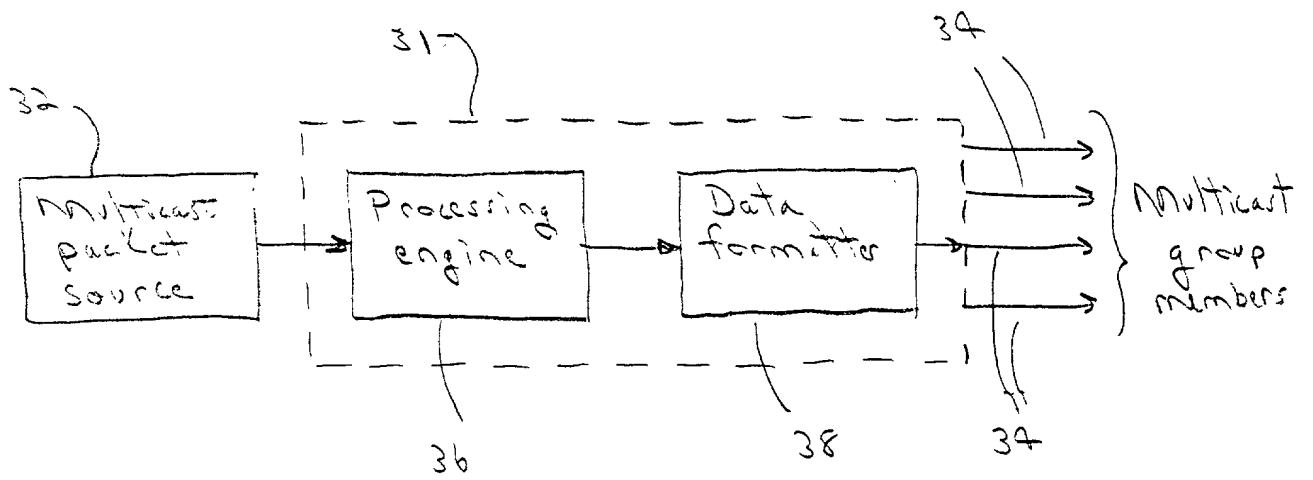 31
34
32
Multicast
packet
source
Processing
engine
Data
formatter
Multicast
group
members
36
38
34